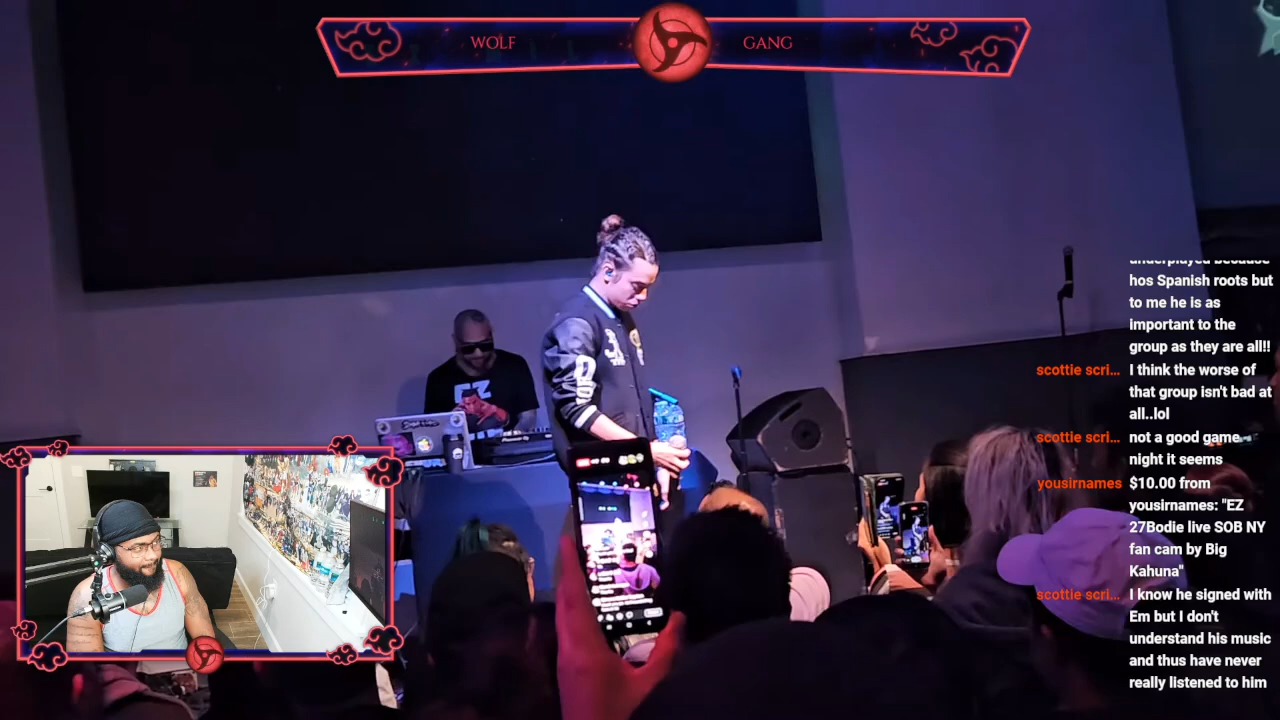 WOLF
GANG
underplayed because
hos Spanish roots but
to me he is as
important to the
group as they are all!!
scottie scri... I think the worse of
that group isn't bad at
all..lol
scottie scri... not a good game
night it seems
yousirnames $10.00 from
yousirnames: "EZ
27Bodie live SOB NY
fan cam by Big
Kahuna"
scottie scri... I know he signed with
Em but I don't
understand his music
and thus have never
really listened to him
EZ